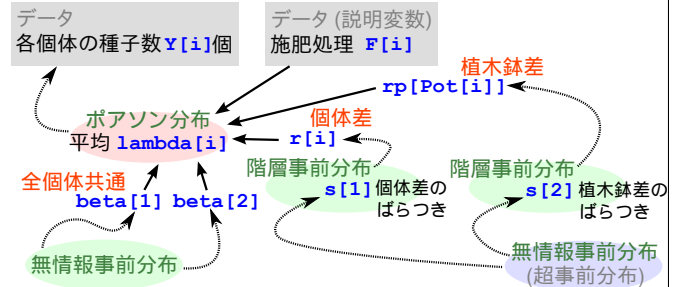 データ
各個体の種子数 Y[i]個
データ (説明変数)
施肥処理 F[i]
植木鉢差
rp[Pot[i]]
ポアソン分布
平均 lambda[i]
個体差
r[i]
全個体共通
beta[1] beta[2]
階層事前分布
s[1] 個体差の
ばらつき
階層事前分布
s[2] 植木鉢差の
ばらつき
無情報事前分布
無情報事前分布
(超事前分布)